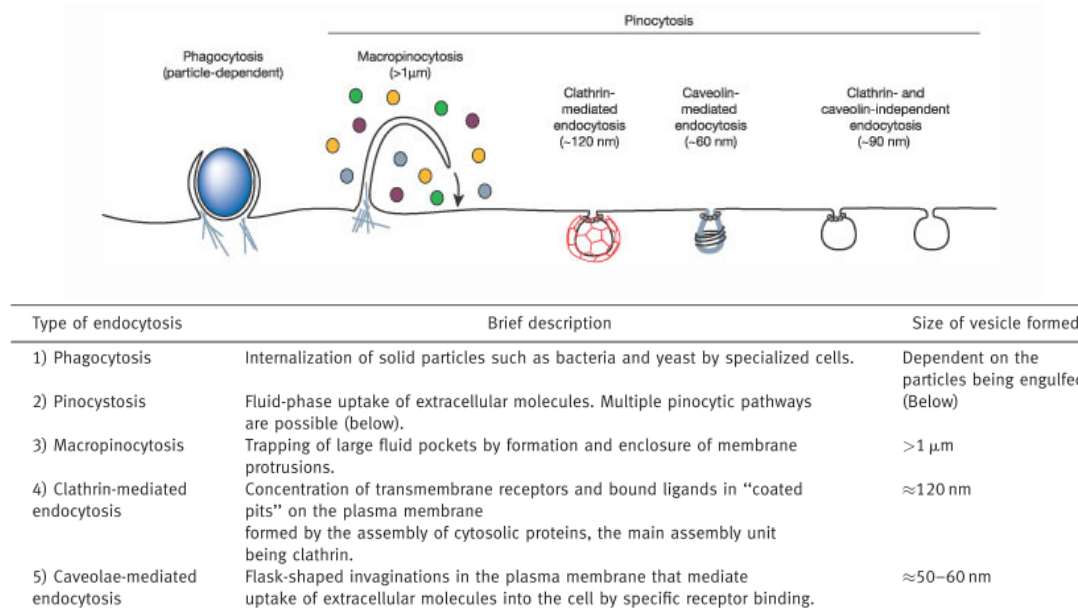 Pinocytosis
Phagocytosis
(particle-dependent)
Macropinocytosis
(>1μm)
Clathrin-
mediated
endocytosis
(~120 nm)
Caveolin-
mediated
endocytosis
(~60 nm)
Clathrin- and
caveolin-independent
endocytosis
(~90 nm)
Type of endocytosis Brief description Size of vesicle formed
1) Phagocytosis Internalization of solid particles such as bacteria and yeast by specialized cells. Dependent on the
particles being engulfed
2) Pinocystosis Fluid-phase uptake of extracellular molecules. Multiple pinocytic pathways (Below)
are possible (below).
3) Macropinocytosis Trapping of large fluid pockets by formation and enclosure of membrane >1 μm
protrusions.
4) Clathrin-mediated Concentration of transmembrane receptors and bound ligands in “coated ≈120 nm
endocytosis pits” on the plasma membrane
formed by the assembly of cytosolic proteins, the main assembly unit
being clathrin.
5) Caveolae-mediated Flask-shaped invaginations in the plasma membrane that mediate ≈50–60 nm
endocytosis uptake of extracellular molecules into the cell by specific receptor binding.